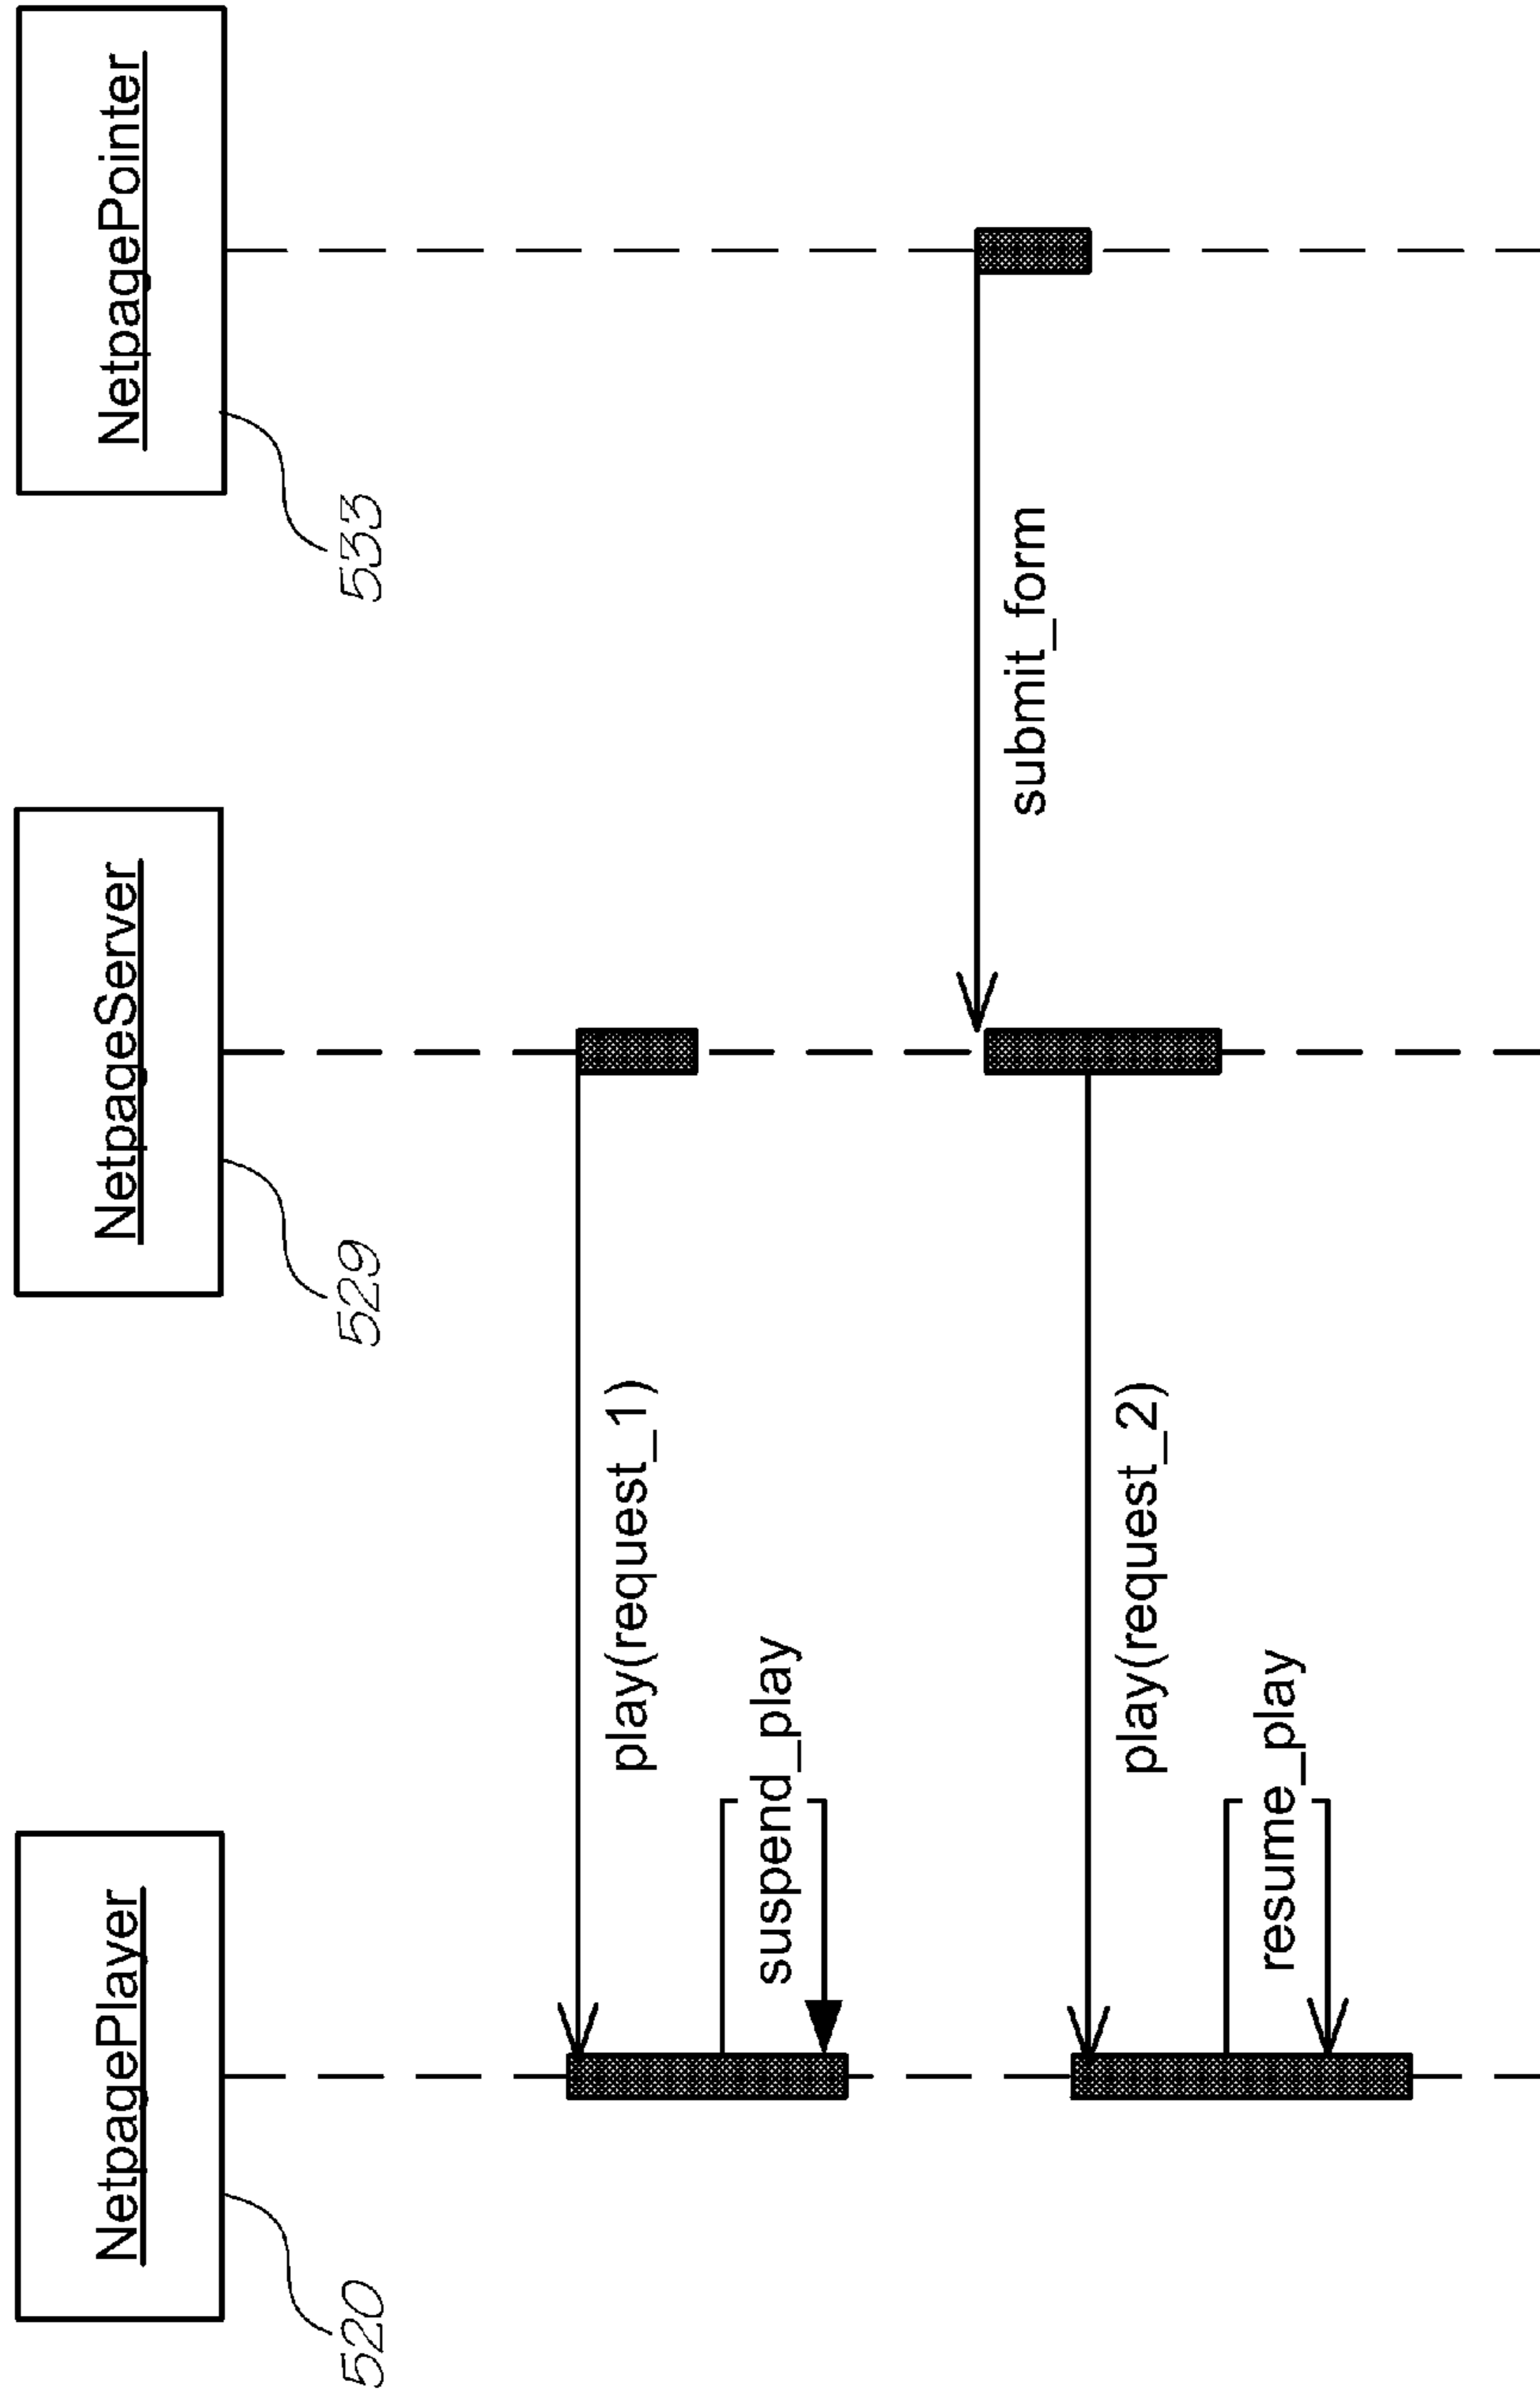 NetpagePlayer
NetpageServer
NetpagePointer
520
529
533
play(request_1)
suspend_play
submit_form
play(request_2)
resume_play